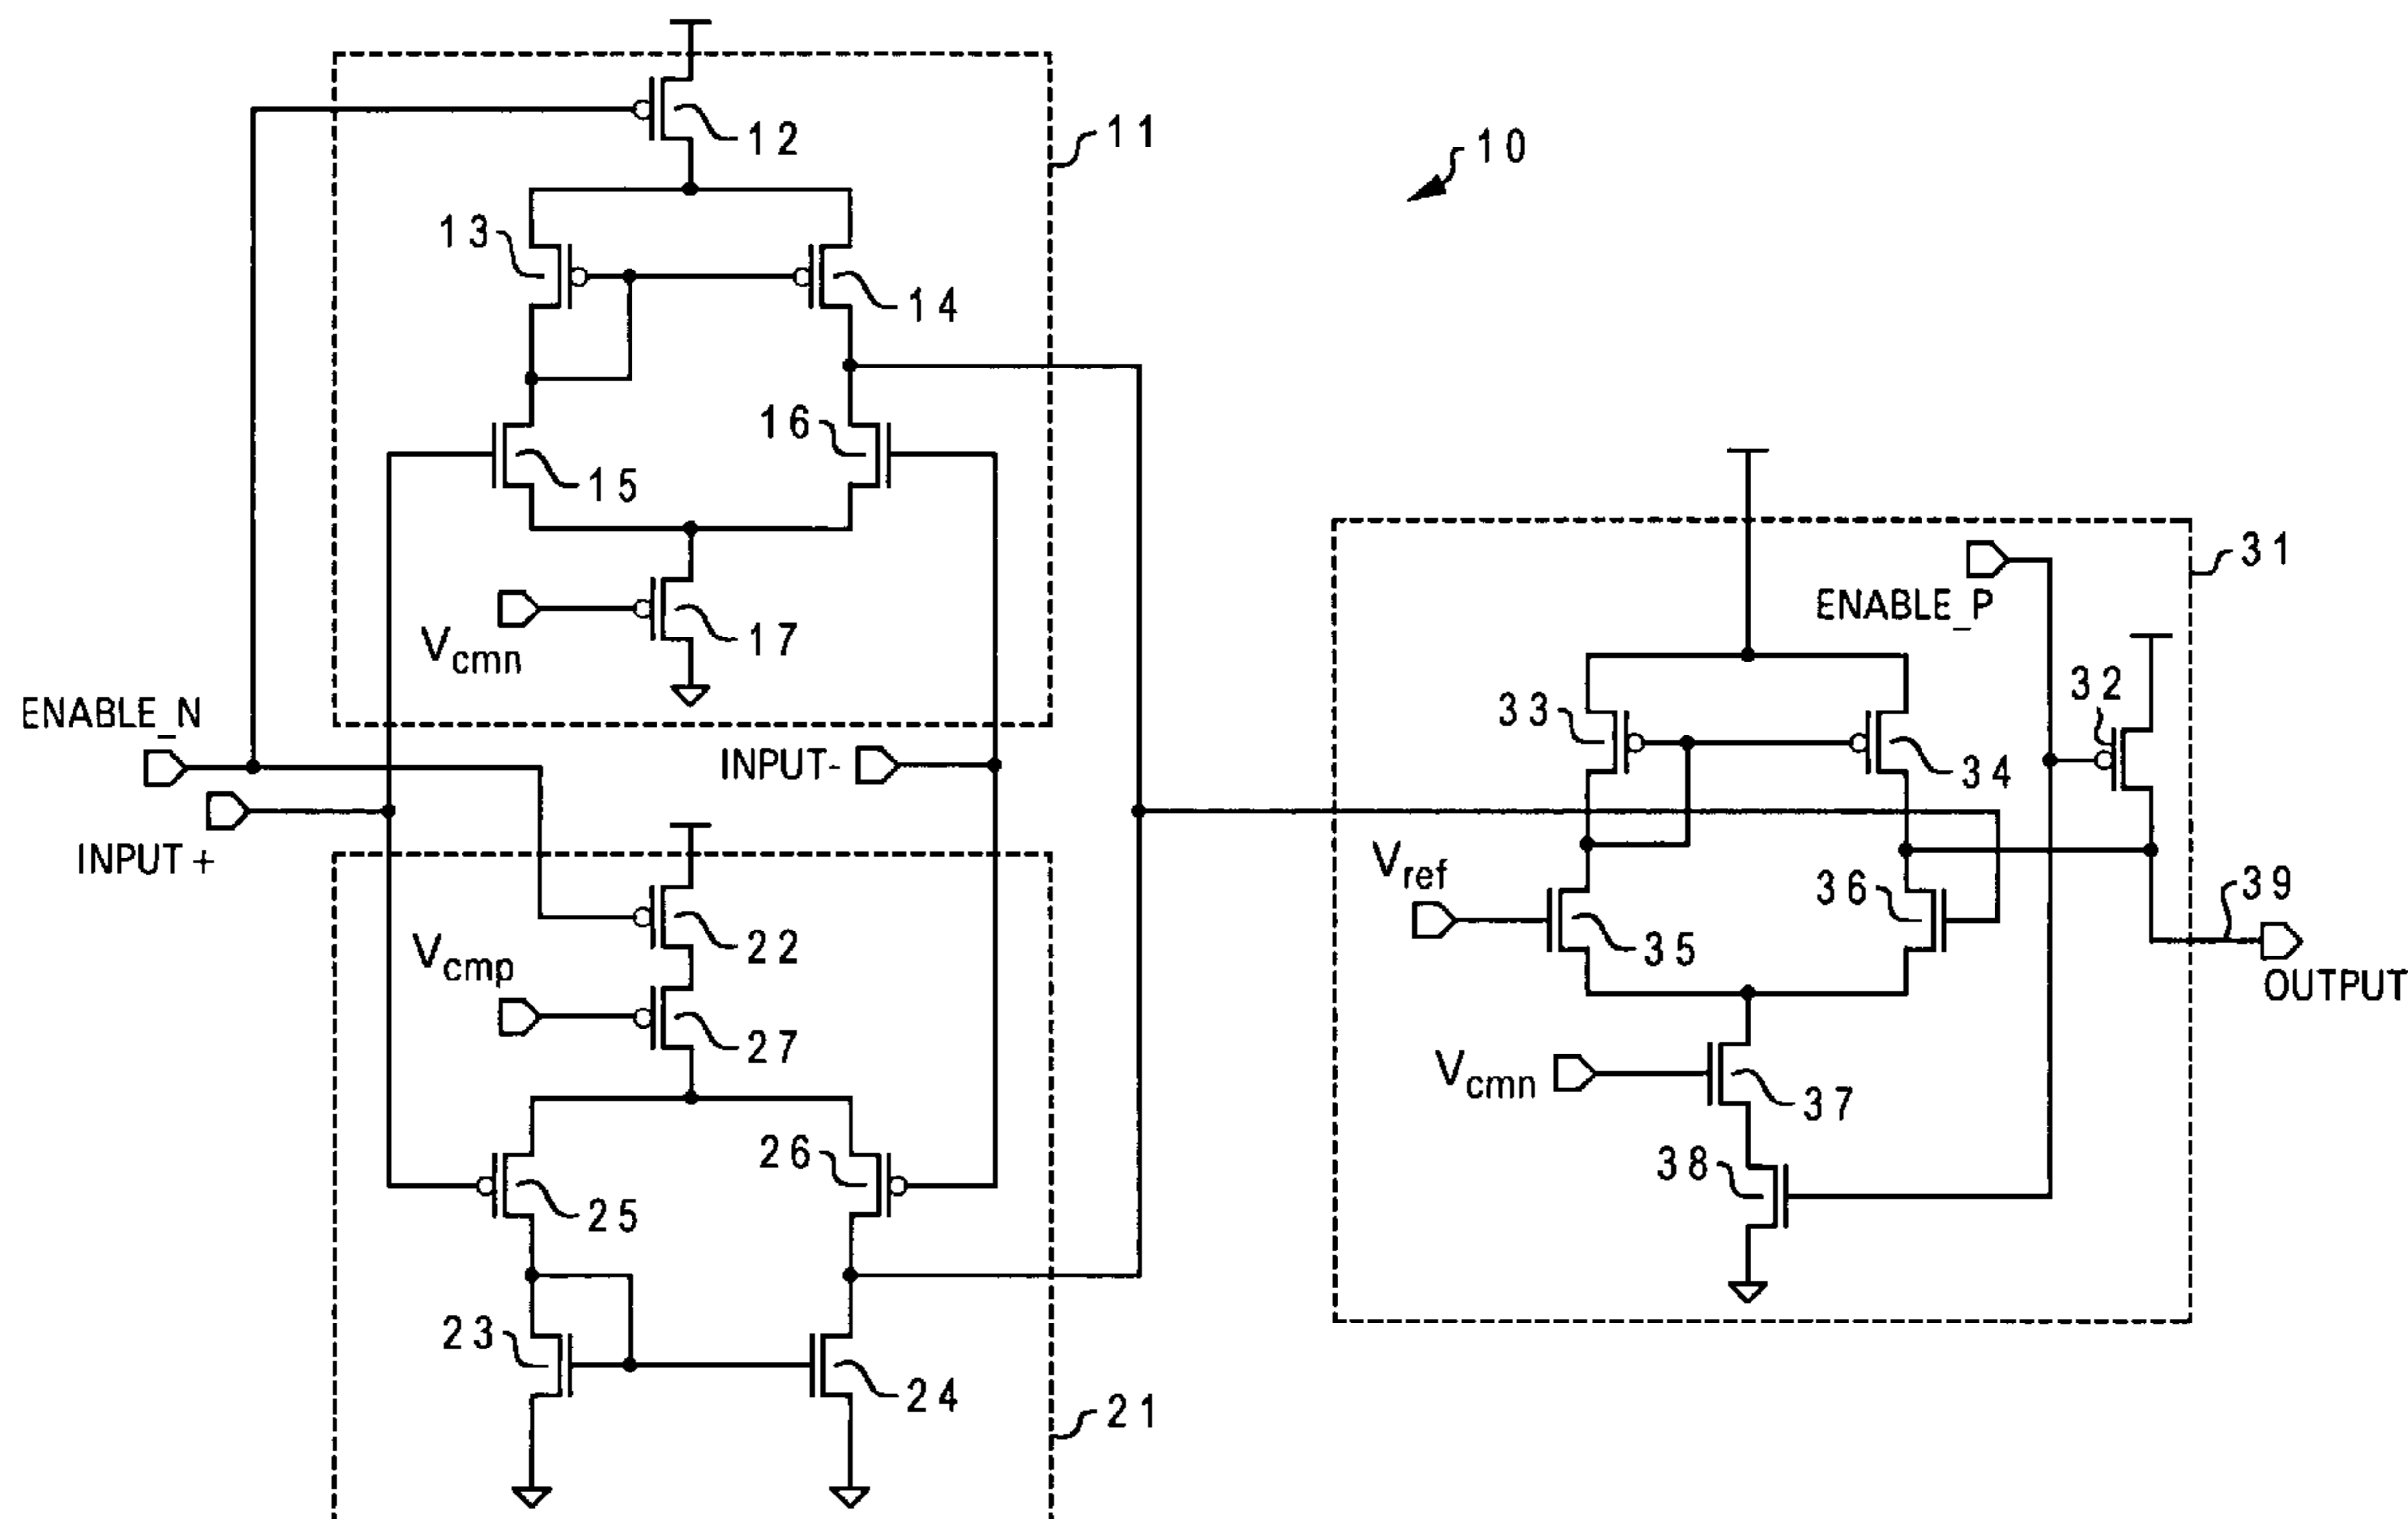 12
11
10
13
14
16
15
17
Vcmn
ENABLE_N
INPUT-
INPUT +
31
ENABLE_P
32
33
34
Vref
36
39
35
OUTPUT
22
Vcmp
27
Vcmn
37
26
38
25
23
24
21